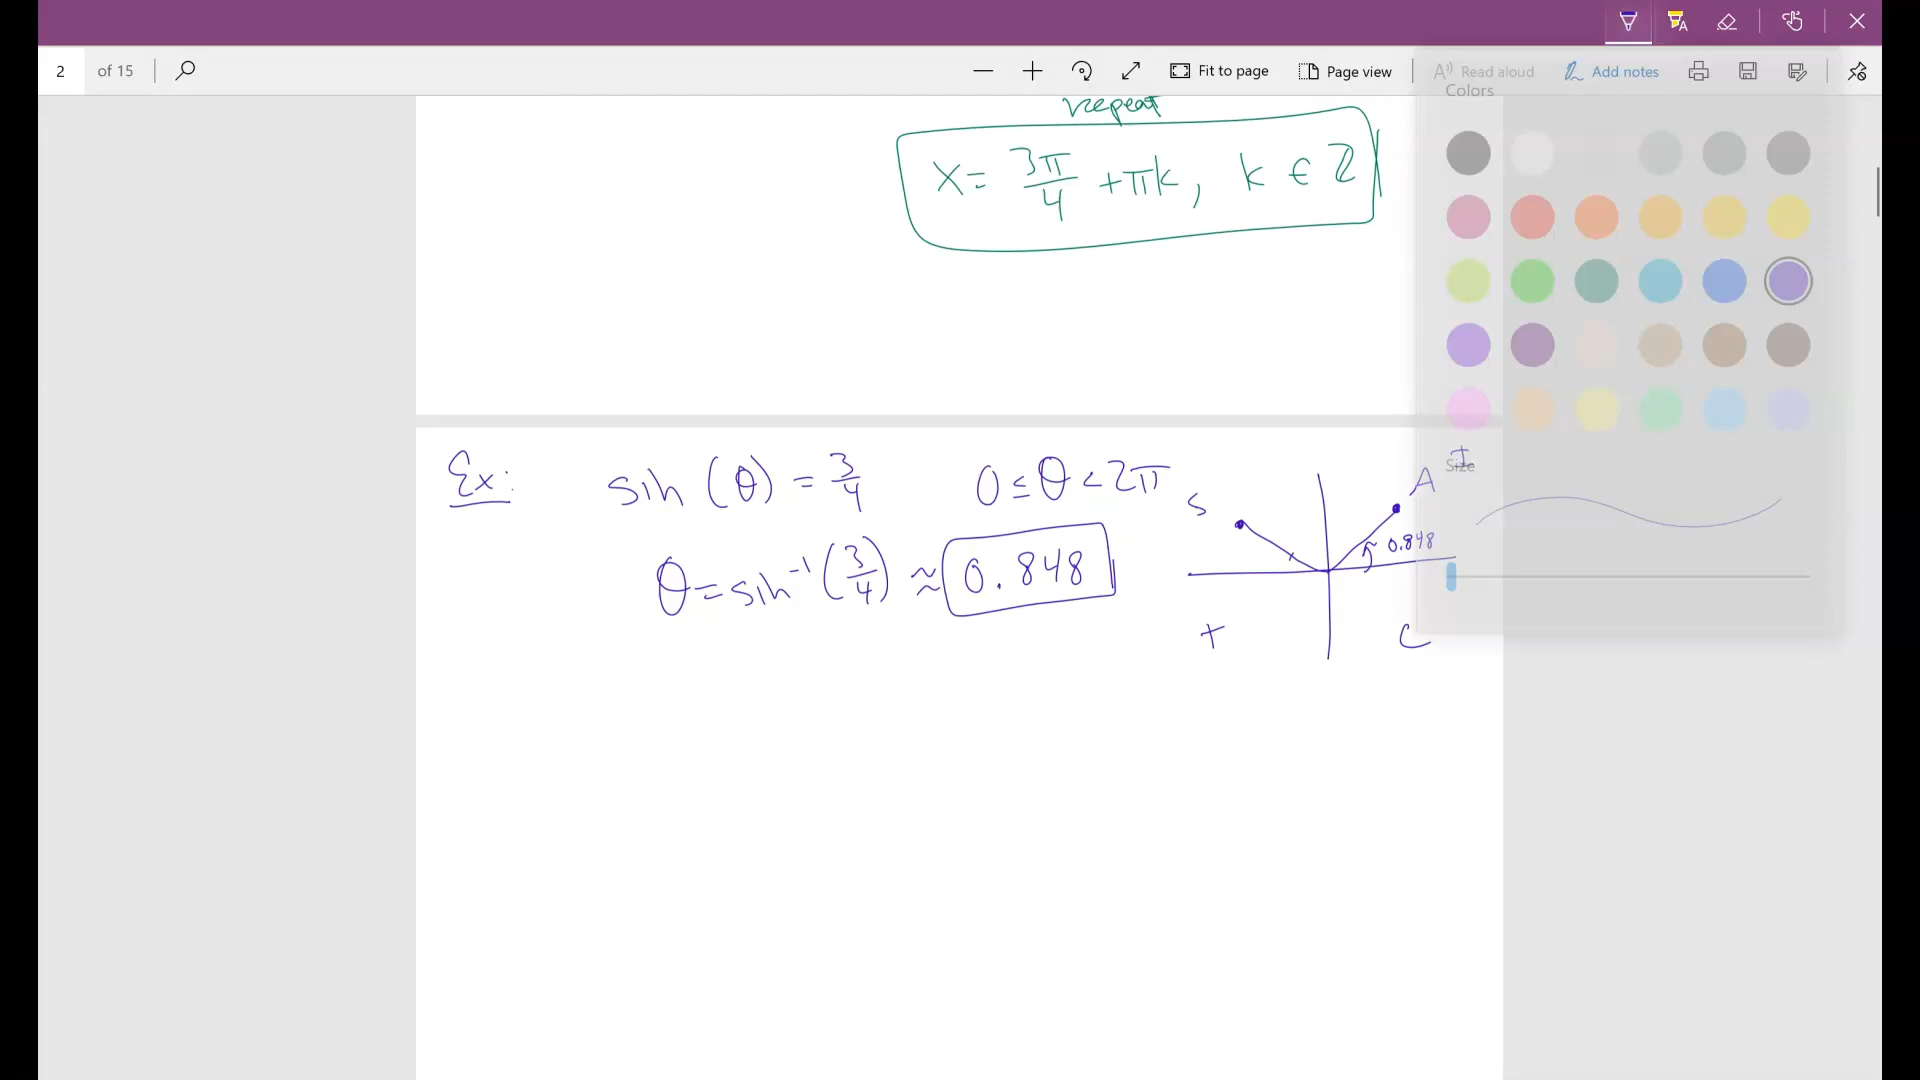 2 of 15 Fit to page Page view Read aloud Add notes
Colors
repeat
x = 3π/4 + πk, k ∈ ℤ
Size
Ex: sin(θ) = 3/4 0 ≤ θ < 2π
θ = sin⁻¹(3/4) ≈ 0.848
S A I
0.848
T C